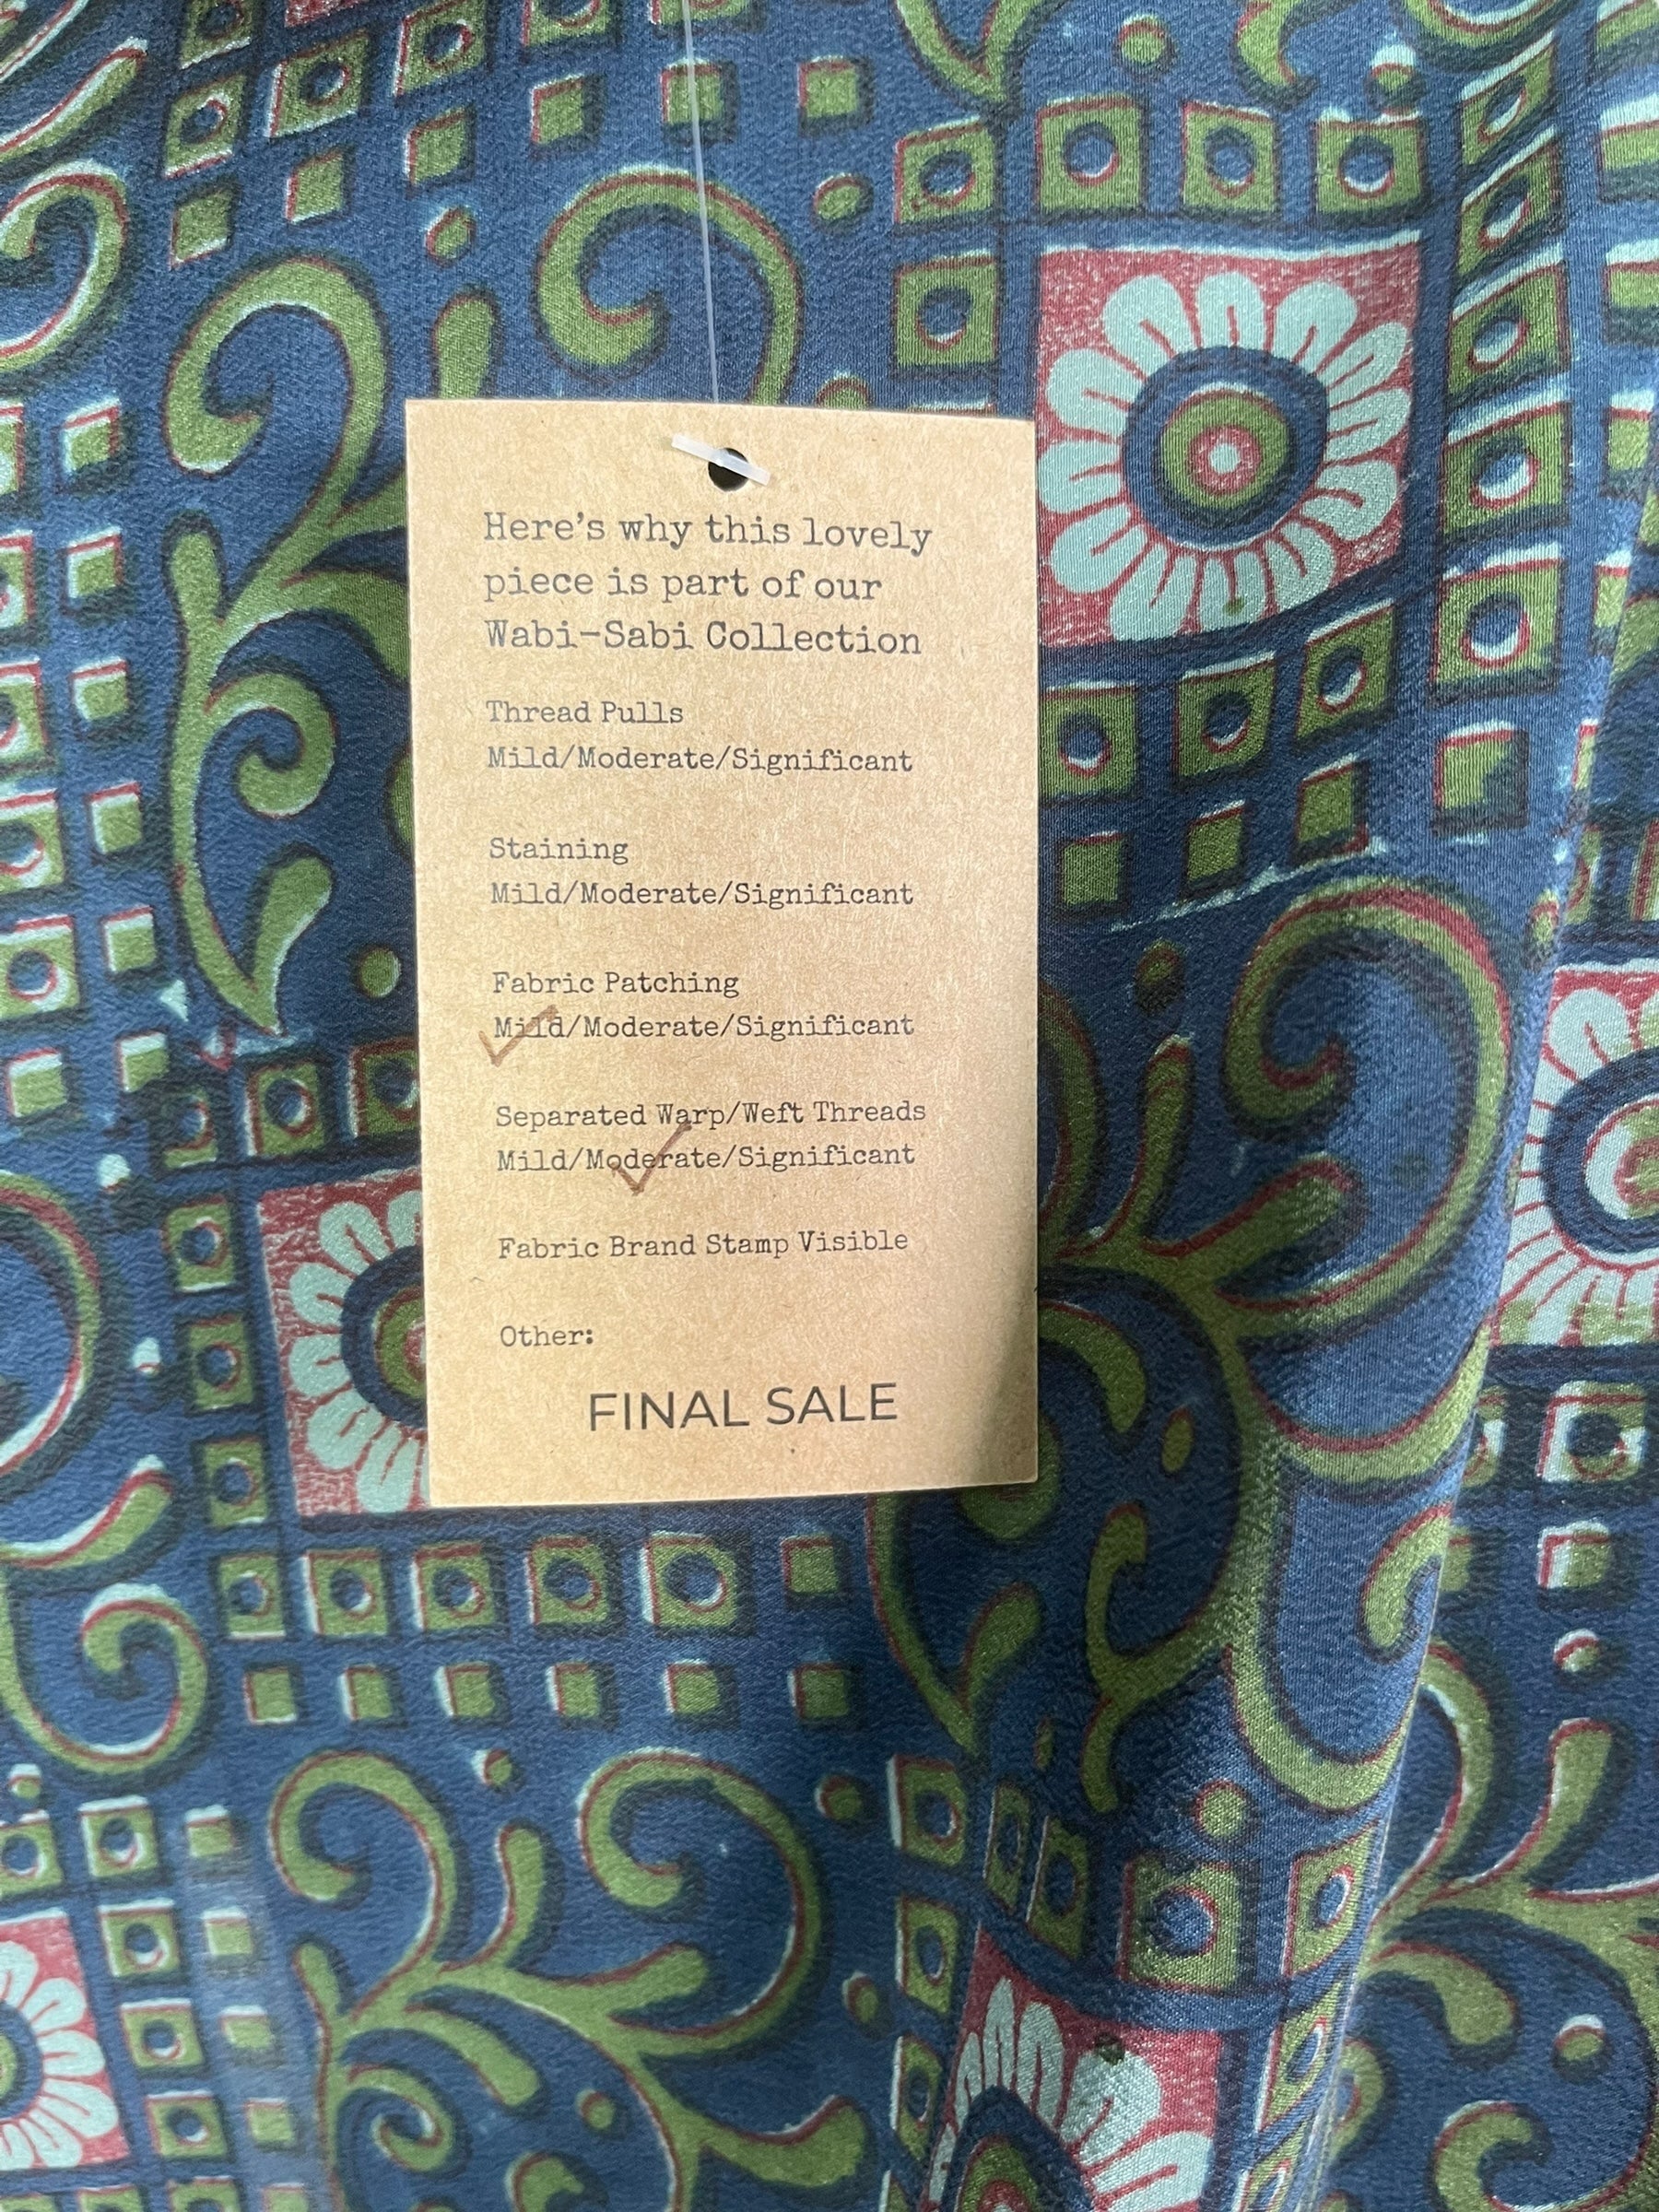 Here's why this lovely
piece is part of our
Wabi-Sabi Collection
Thread Pulls
Mild/Moderate/Significant
Staining
Mild/Moderate/Significant
Fabric Patching
Mild/Moderate/Significant
Separated Warp/Weft Threads
Mild/Moderate/Significant
Fabric Brand Stamp Visible
Other:
FINAL SALE